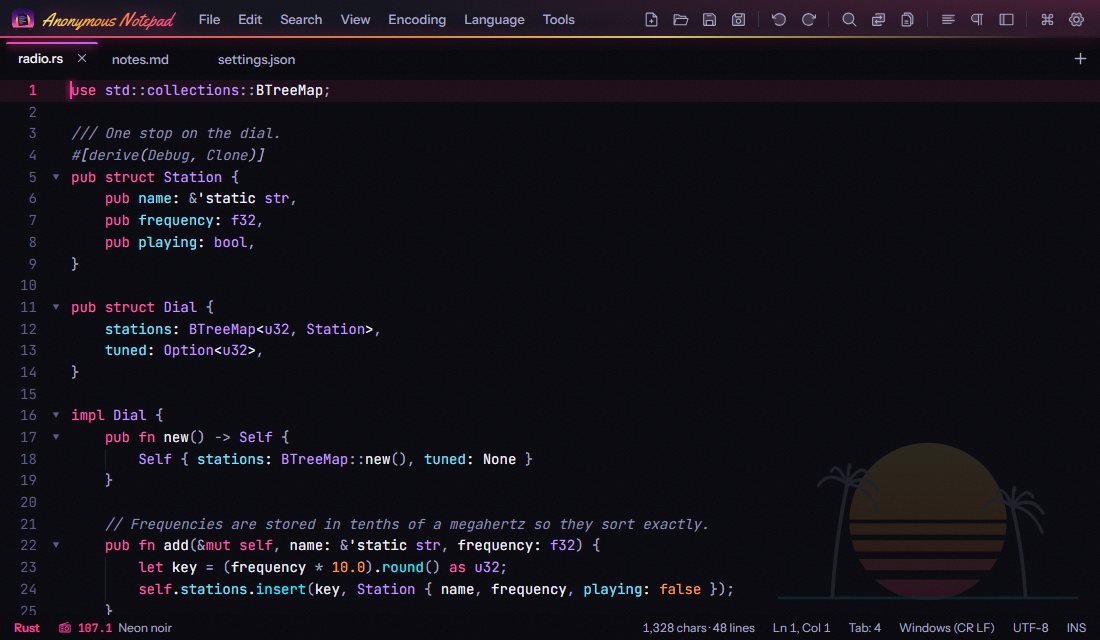 Anonymous Notepad File Edit Search View Encoding Language Tools
radio.rs × notes.md settings.json +
1 use std::collections::BTreeMap;
2
3 /// One stop on the dial.
4 #[derive(Debug, Clone)]
5 pub struct Station {
6 pub name: &'static str,
7 pub frequency: f32,
8 pub playing: bool,
9 }
10
11 pub struct Dial {
12 stations: BTreeMap<u32, Station>,
13 tuned: Option<u32>,
14 }
15
16 impl Dial {
17 pub fn new() -> Self {
18 Self { stations: BTreeMap::new(), tuned: None }
19 }
20
21 // Frequencies are stored in tenths of a megahertz so they sort exactly.
22 pub fn add(&mut self, name: &'static str, frequency: f32) {
23 let key = (frequency * 10.0).round() as u32;
24 self.stations.insert(key, Station { name, frequency, playing: false });
25 }
Rust 107.1 Neon noir 1,328 chars · 48 lines Ln 1, Col 1 Tab: 4 Windows (CR LF) UTF-8 INS